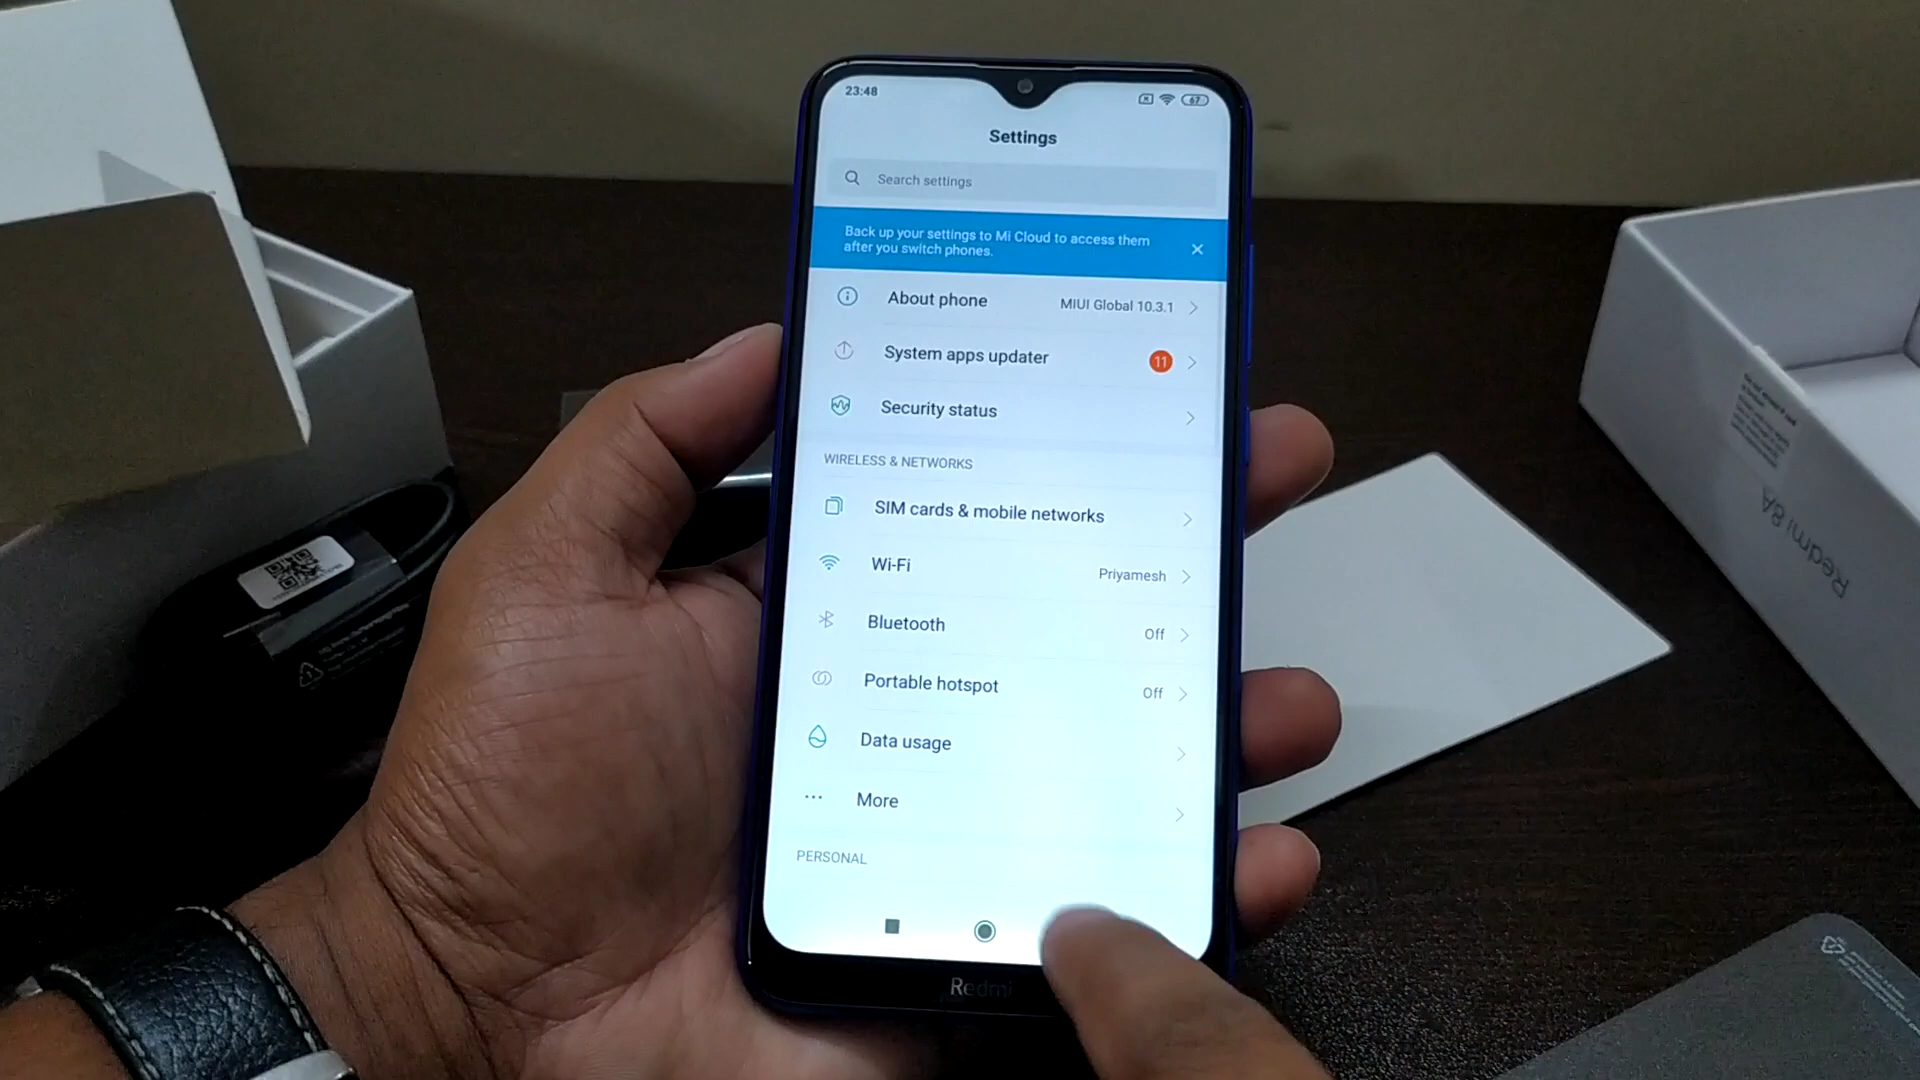 23:48
67
Settings
Search settings
Back up your settings to Mi Cloud to access them
after you switch phones.
About phone
MIUI Global 10.3.1
System apps updater
11
Security status
WIRELESS & NETWORKS
SIM cards & mobile networks
Wi-Fi
Priyamesh
Bluetooth
Off
Portable hotspot
Off
Data usage
More
PERSONAL
Redmi
Redmi 8A